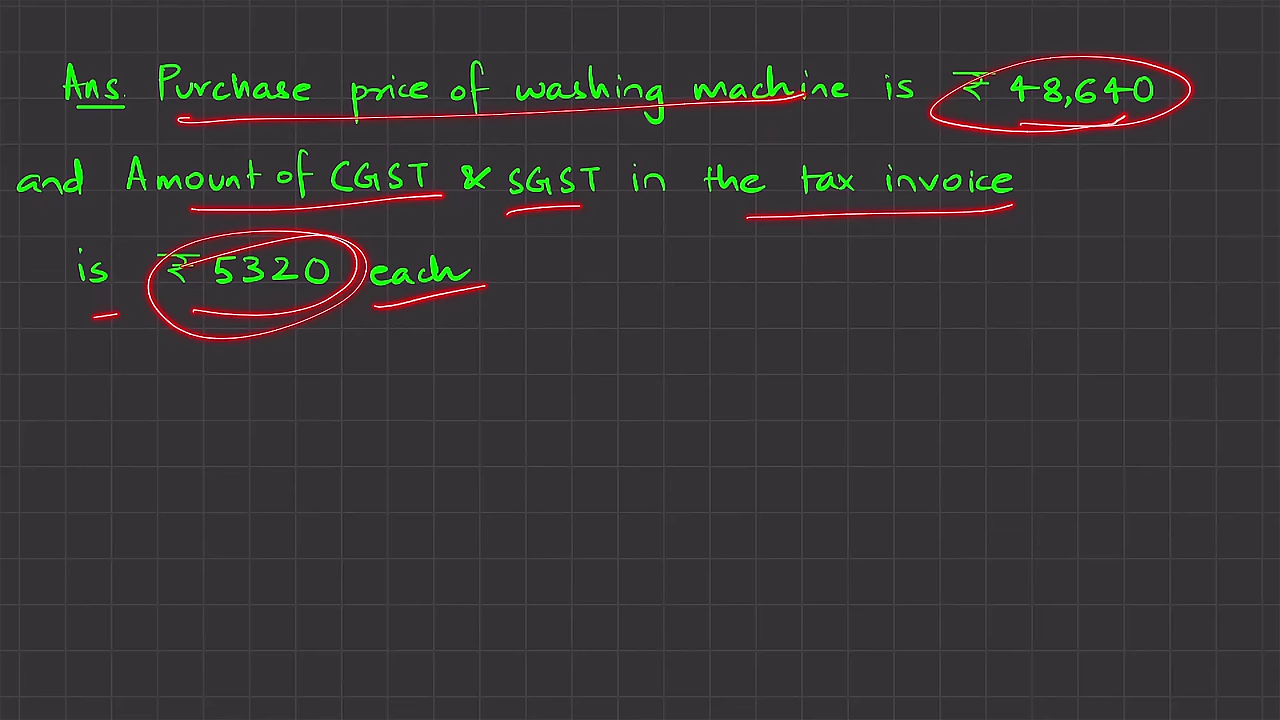 Ans. Purchase price of washing machine is ₹ 48,640
and Amount of CGST & SGST in the tax invoice
is ₹ 5320 each